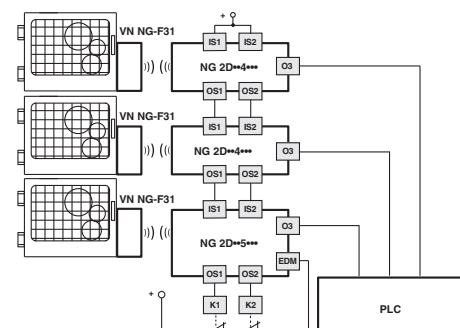 +
VN NG-F31
IS1 IS2
NG 2D••4•••
O3
OS1 OS2
VN NG-F31
IS1 IS2
NG 2D••4•••
O3
OS1 OS2
VN NG-F31
IS1 IS2
O3
NG 2D••5•••
EDM
OS1 OS2
+
K1 K2
PLC